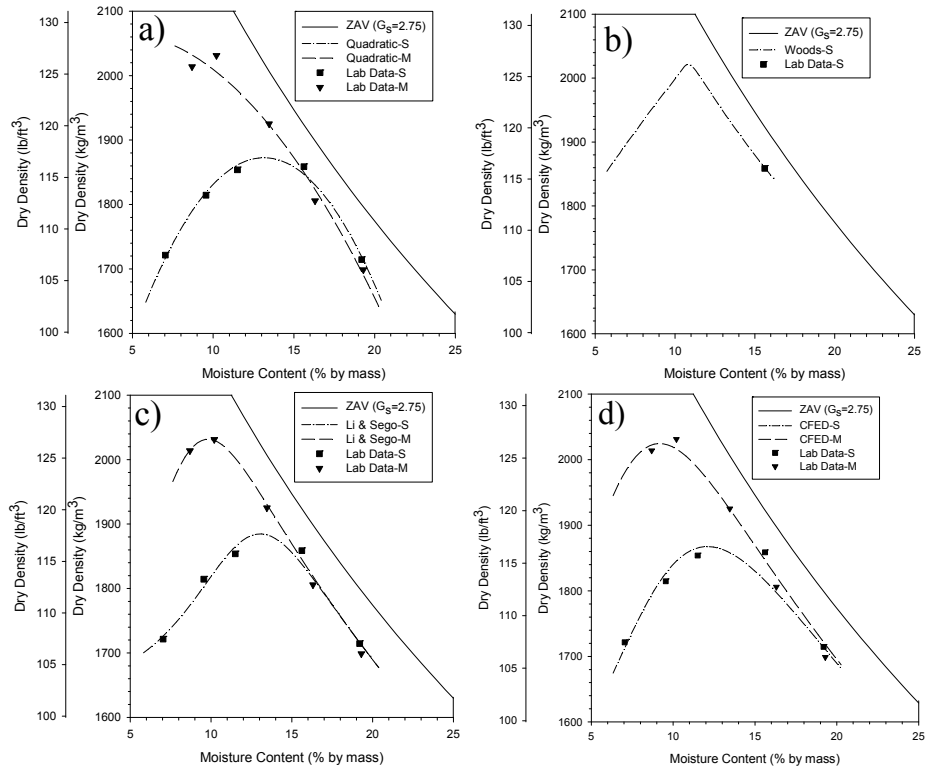 a)
ZAV (Gs=2.75)
Quadratic-S
Quadratic-M
Lab Data-S
Lab Data-M
Dry Density (lb/ft3)
130
125
120
115
110
105
100
Dry Density (kg/m3)
2100
2000
1900
1800
1700
1600
5 10 15 20 25
Moisture Content (% by mass)
b)
ZAV (Gs=2.75)
Woods-S
Lab Data-S
Dry Density (lb/ft3)
130
125
120
115
110
105
100
Dry Density (kg/m3)
2100
2000
1900
1800
1700
1600
5 10 15 20 25
Moisture Content (% by mass)
c)
ZAV (Gs=2.75)
Li & Sego-S
Li & Sego-M
Lab Data-S
Lab Data-M
Dry Density (lb/ft3)
130
125
120
115
110
105
100
Dry Density (kg/m3)
2100
2000
1900
1800
1700
1600
5 10 15 20 25
Moisture Content (% by mass)
d)
ZAV (Gs=2.75)
CFED-S
CFED-M
Lab Data-S
Lab Data-M
Dry Density (lb/ft3)
130
125
120
115
110
105
100
Dry Density (kg/m3)
2100
2000
1900
1800
1700
1600
5 10 15 20 25
Moisture Content (% by mass)